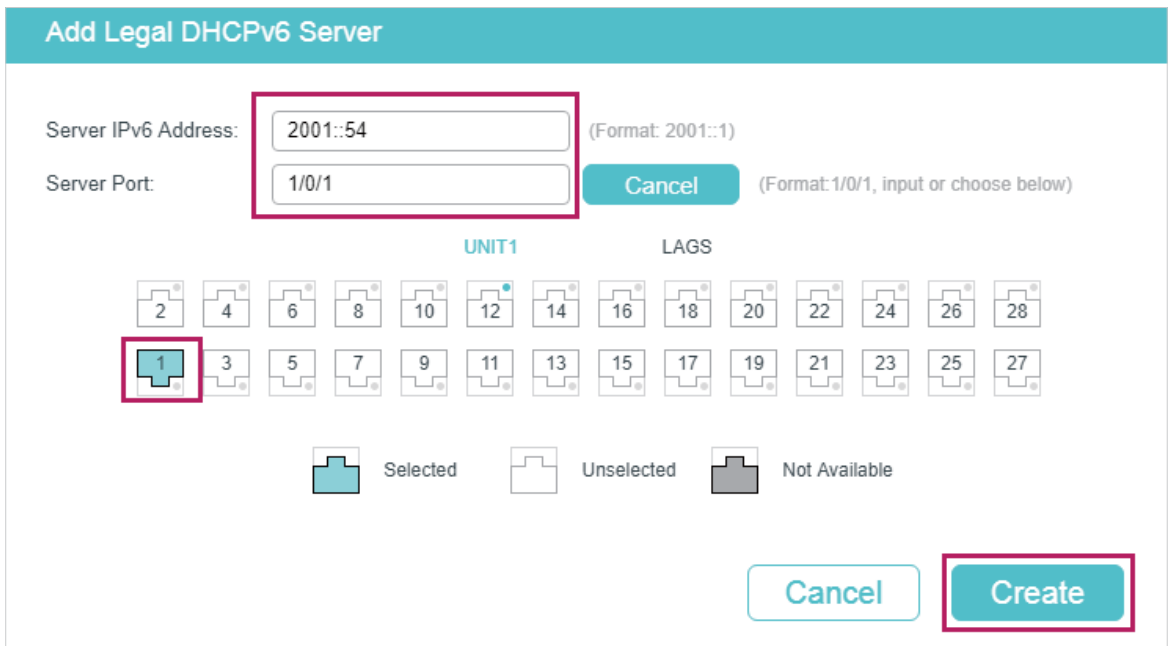 Add Legal DHCPv6 Server
Server IPv6 Address: 2001::54 (Format: 2001::1)
Server Port: 1/0/1 Cancel (Format:1/0/1, input or choose below)
UNIT1 LAGS
2 4 6 8 10 12 14 16 18 20 22 24 26 28
1 3 5 7 9 11 13 15 17 19 21 23 25 27
Selected Unselected Not Available
Cancel Create